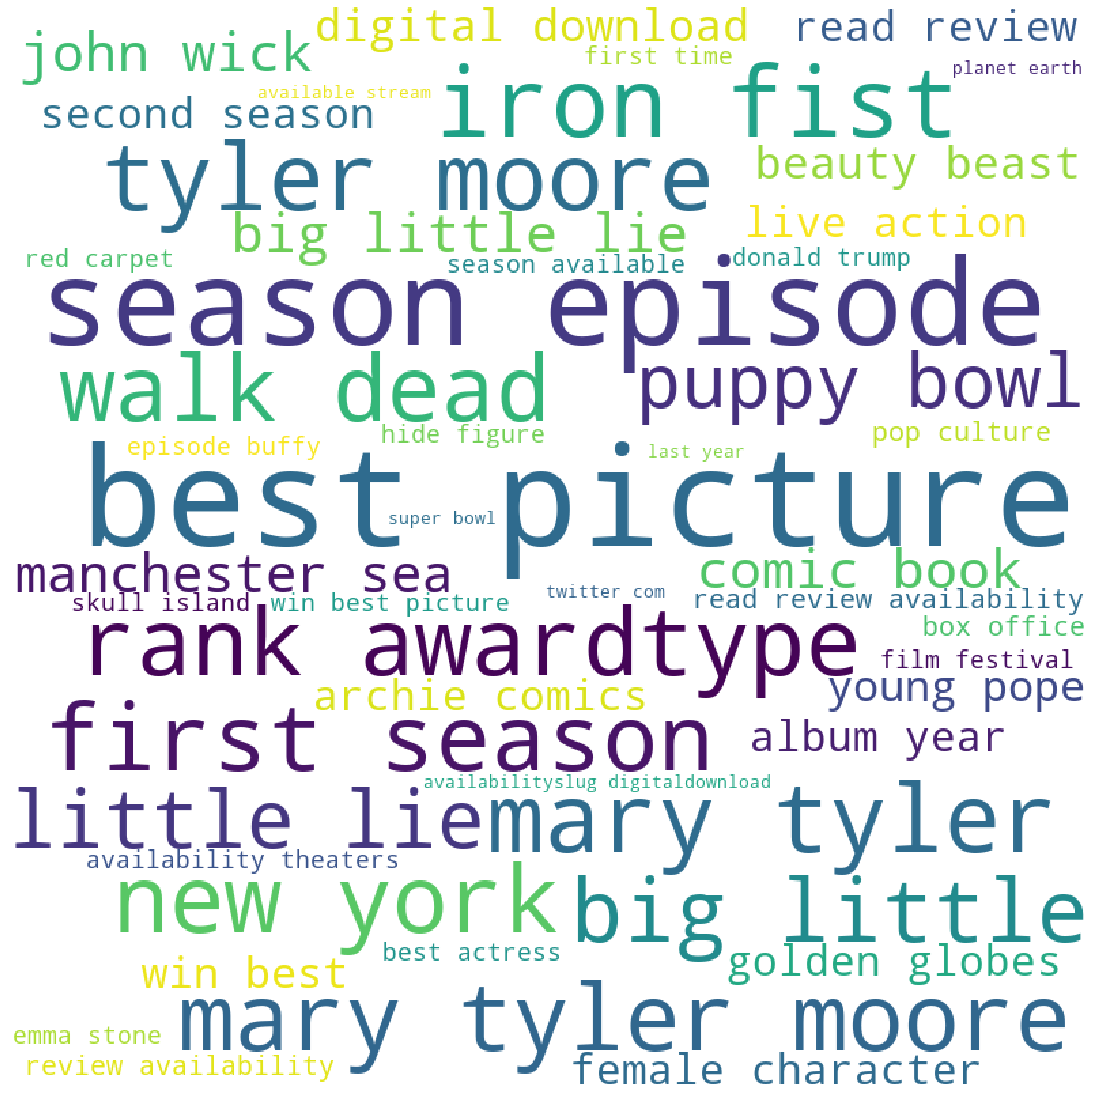 digital download
read review
john wick
first time
planet earth
available stream
iron fist
second season
tyler moore
beauty beast
big little lie
live action
red carpet
season available
donald trump
season episode
walk dead
puppy bowl
episode buffy
hide figure
last year
pop culture
best picture
super bowl
manchester sea
comic book
skull island
win best picture
twitter com
read review availability
rank awardtype
box office
film festival
archie comics
young pope
first season
album year
availabilityslug digitaldownload
little lie
mary tyler
availability theaters
new york
big little
best actress
golden globes
win best
mary tyler moore
emma stone
review availability
female character